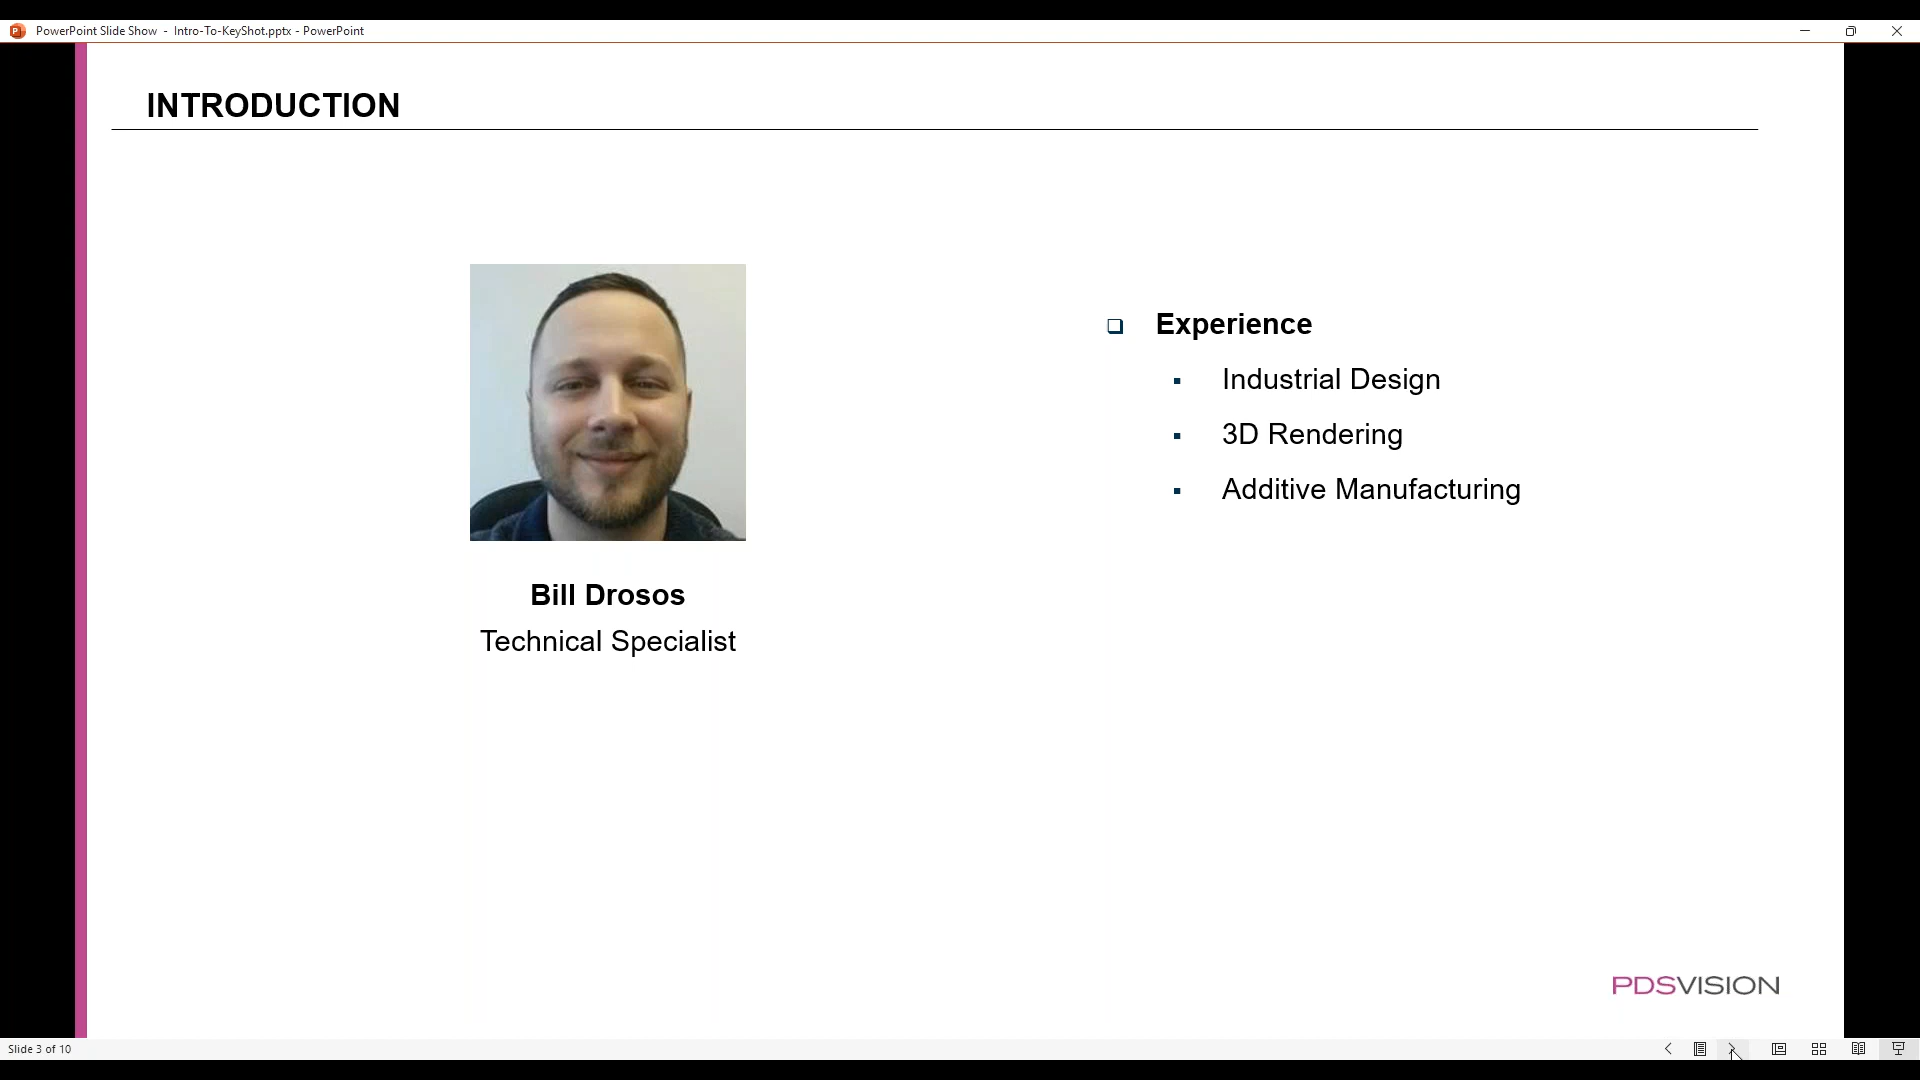 PowerPoint Slide Show - Intro-To-KeyShot.pptx - PowerPoint
INTRODUCTION
Experience
Industrial Design
3D Rendering
Additive Manufacturing
Bill Drosos
Technical Specialist
PDSVISION
Slide 3 of 10